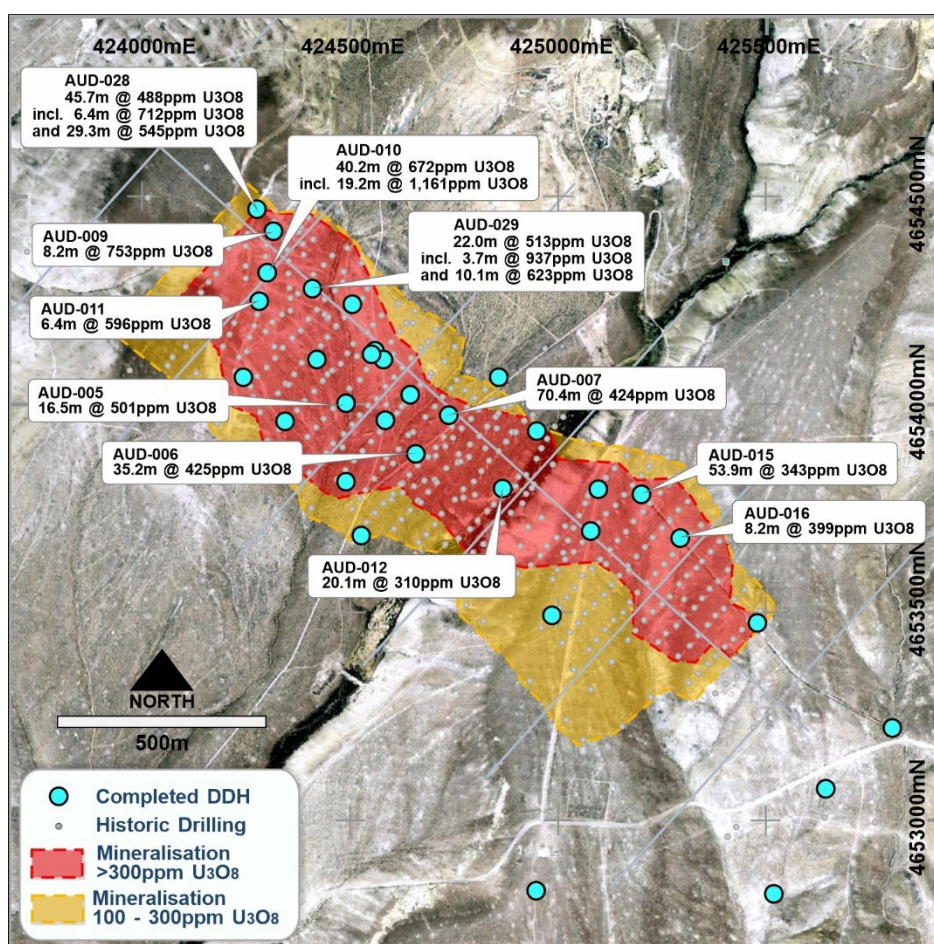 424000mE
424500mE
425000mE
425500mE
AUD-028
45.7m @ 488ppm U3O8
incl. 6.4m @ 712ppm U3O8
and 29.3m @ 545ppm U3O8
AUD-010
40.2m @ 672ppm U3O8
incl. 19.2m @ 1,161ppm U3O8
4654500mN
AUD-009
8.2m @ 753ppm U3O8
AUD-029
22.0m @ 513ppm U3O8
incl. 3.7m @ 937ppm U3O8
and 10.1m @ 623ppm U3O8
AUD-011
6.4m @ 596ppm U3O8
AUD-005
16.5m @ 501ppm U3O8
AUD-007
70.4m @ 424ppm U3O8
4654000mN
AUD-006
35.2m @ 425ppm U3O8
AUD-015
53.9m @ 343ppm U3O8
AUD-016
8.2m @ 399ppm U3O8
AUD-012
20.1m @ 310ppm U3O8
4653500mN
NORTH
500m
4653000mN
Completed DDH
Historic Drilling
Mineralisation
>300ppm U3O8
Mineralisation
100 - 300ppm U3O8